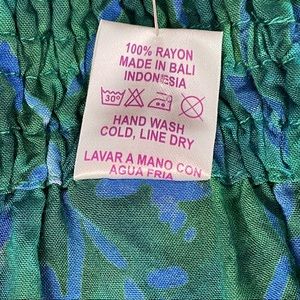 100% RAYON
MADE IN BALI
INDONESIA
30°
HAND WASH
COLD, LINE DRY
LAVAR A MANO CON
AGUA FRIA